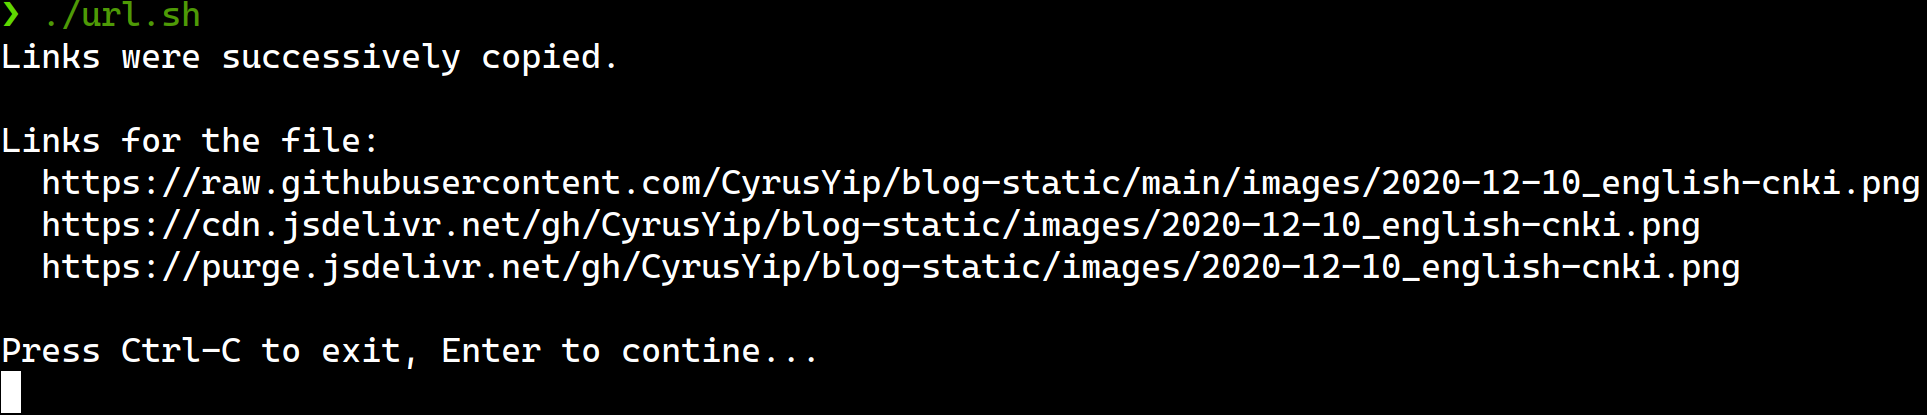 ❯ ./url.sh
Links were successively copied.
Links for the file:
https://raw.githubusercontent.com/CyrusYip/blog-static/main/images/2020-12-10_english-cnki.png
https://cdn.jsdelivr.net/gh/CyrusYip/blog-static/images/2020-12-10_english-cnki.png
https://purge.jsdelivr.net/gh/CyrusYip/blog-static/images/2020-12-10_english-cnki.png
Press Ctrl-C to exit, Enter to contine...